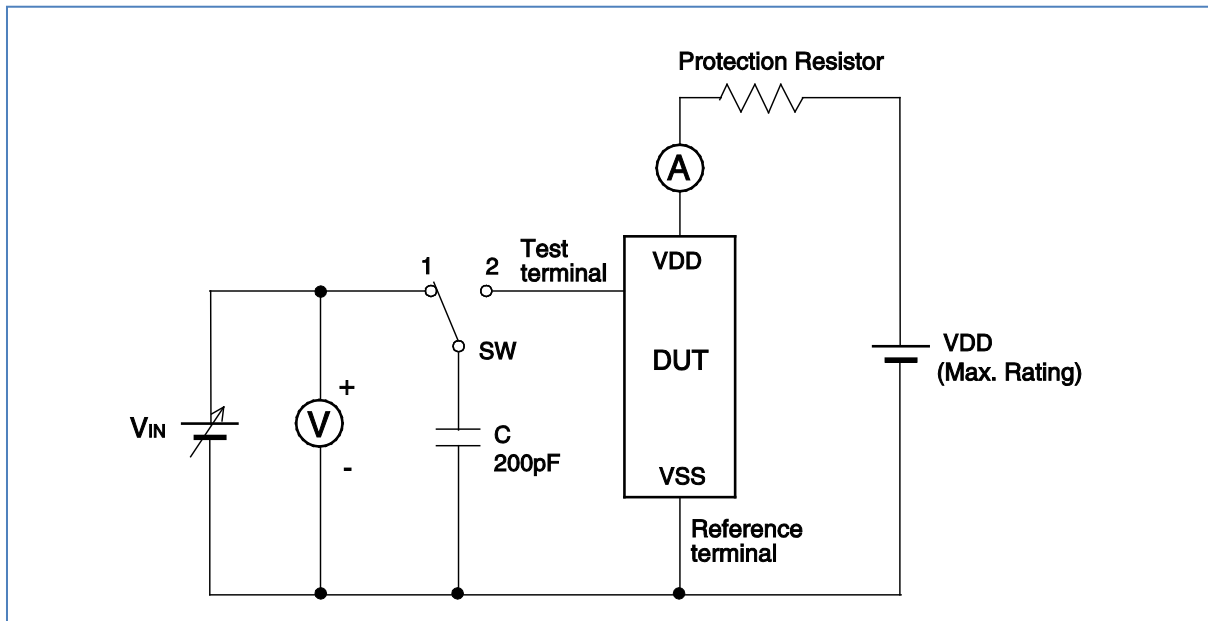 Protection Resistor
A
Test
terminal
1
2
VDD
SW
DUT
VDD
(Max. Rating)
+
V
-
VIN
C
200pF
VSS
Reference
terminal